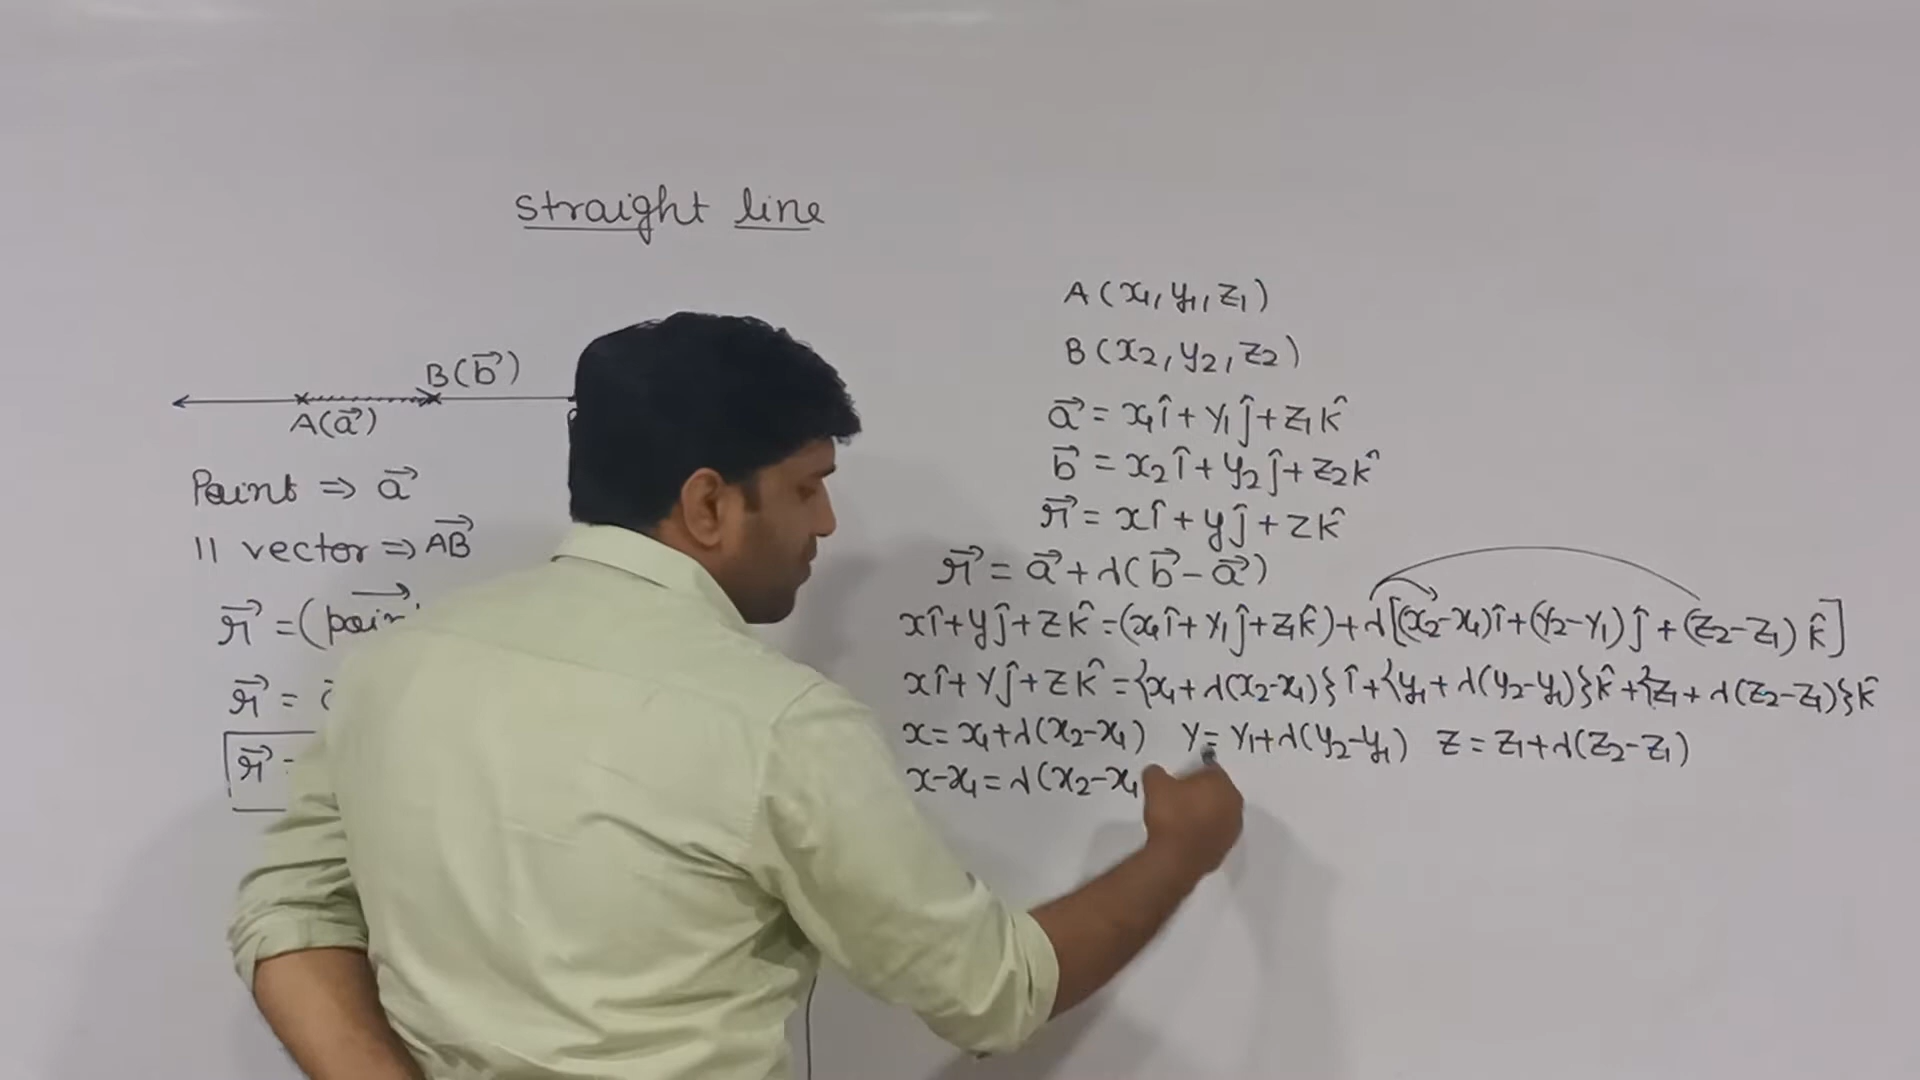 straight line
B(b⃗)
A(a⃗)
Point ⇒ a⃗
|| vector ⇒ AB⃗
r⃗ = (
r⃗ =
r⃗ =
A(x₁, y₁, z₁)
B(x₂, y₂, z₂)
a⃗ = x₁î + y₁ĵ + z₁k̂
b⃗ = x₂î + y₂ĵ + z₂k̂
r⃗ = xî + yĵ + zk̂
r⃗ = a⃗ + λ(b⃗ - a⃗)
xî + yĵ + zk̂ = (x₁î + y₁ĵ + z₁k̂) + λ[(x₂-x₁)î + (y₂-y₁)ĵ + (z₂-z₁)k̂]
xî + yĵ + zk̂ = {x₁ + λ(x₂-x₁)}î + {y₁ + λ(y₂-y₁)}k̂ + {z₁ + λ(z₂-z₁)}k̂
x = x₁ + λ(x₂-x₁) y = y₁ + λ(y₂-y₁) z = z₁ + λ(z₂-z₁)
x - x₁ = λ(x₂-x₁